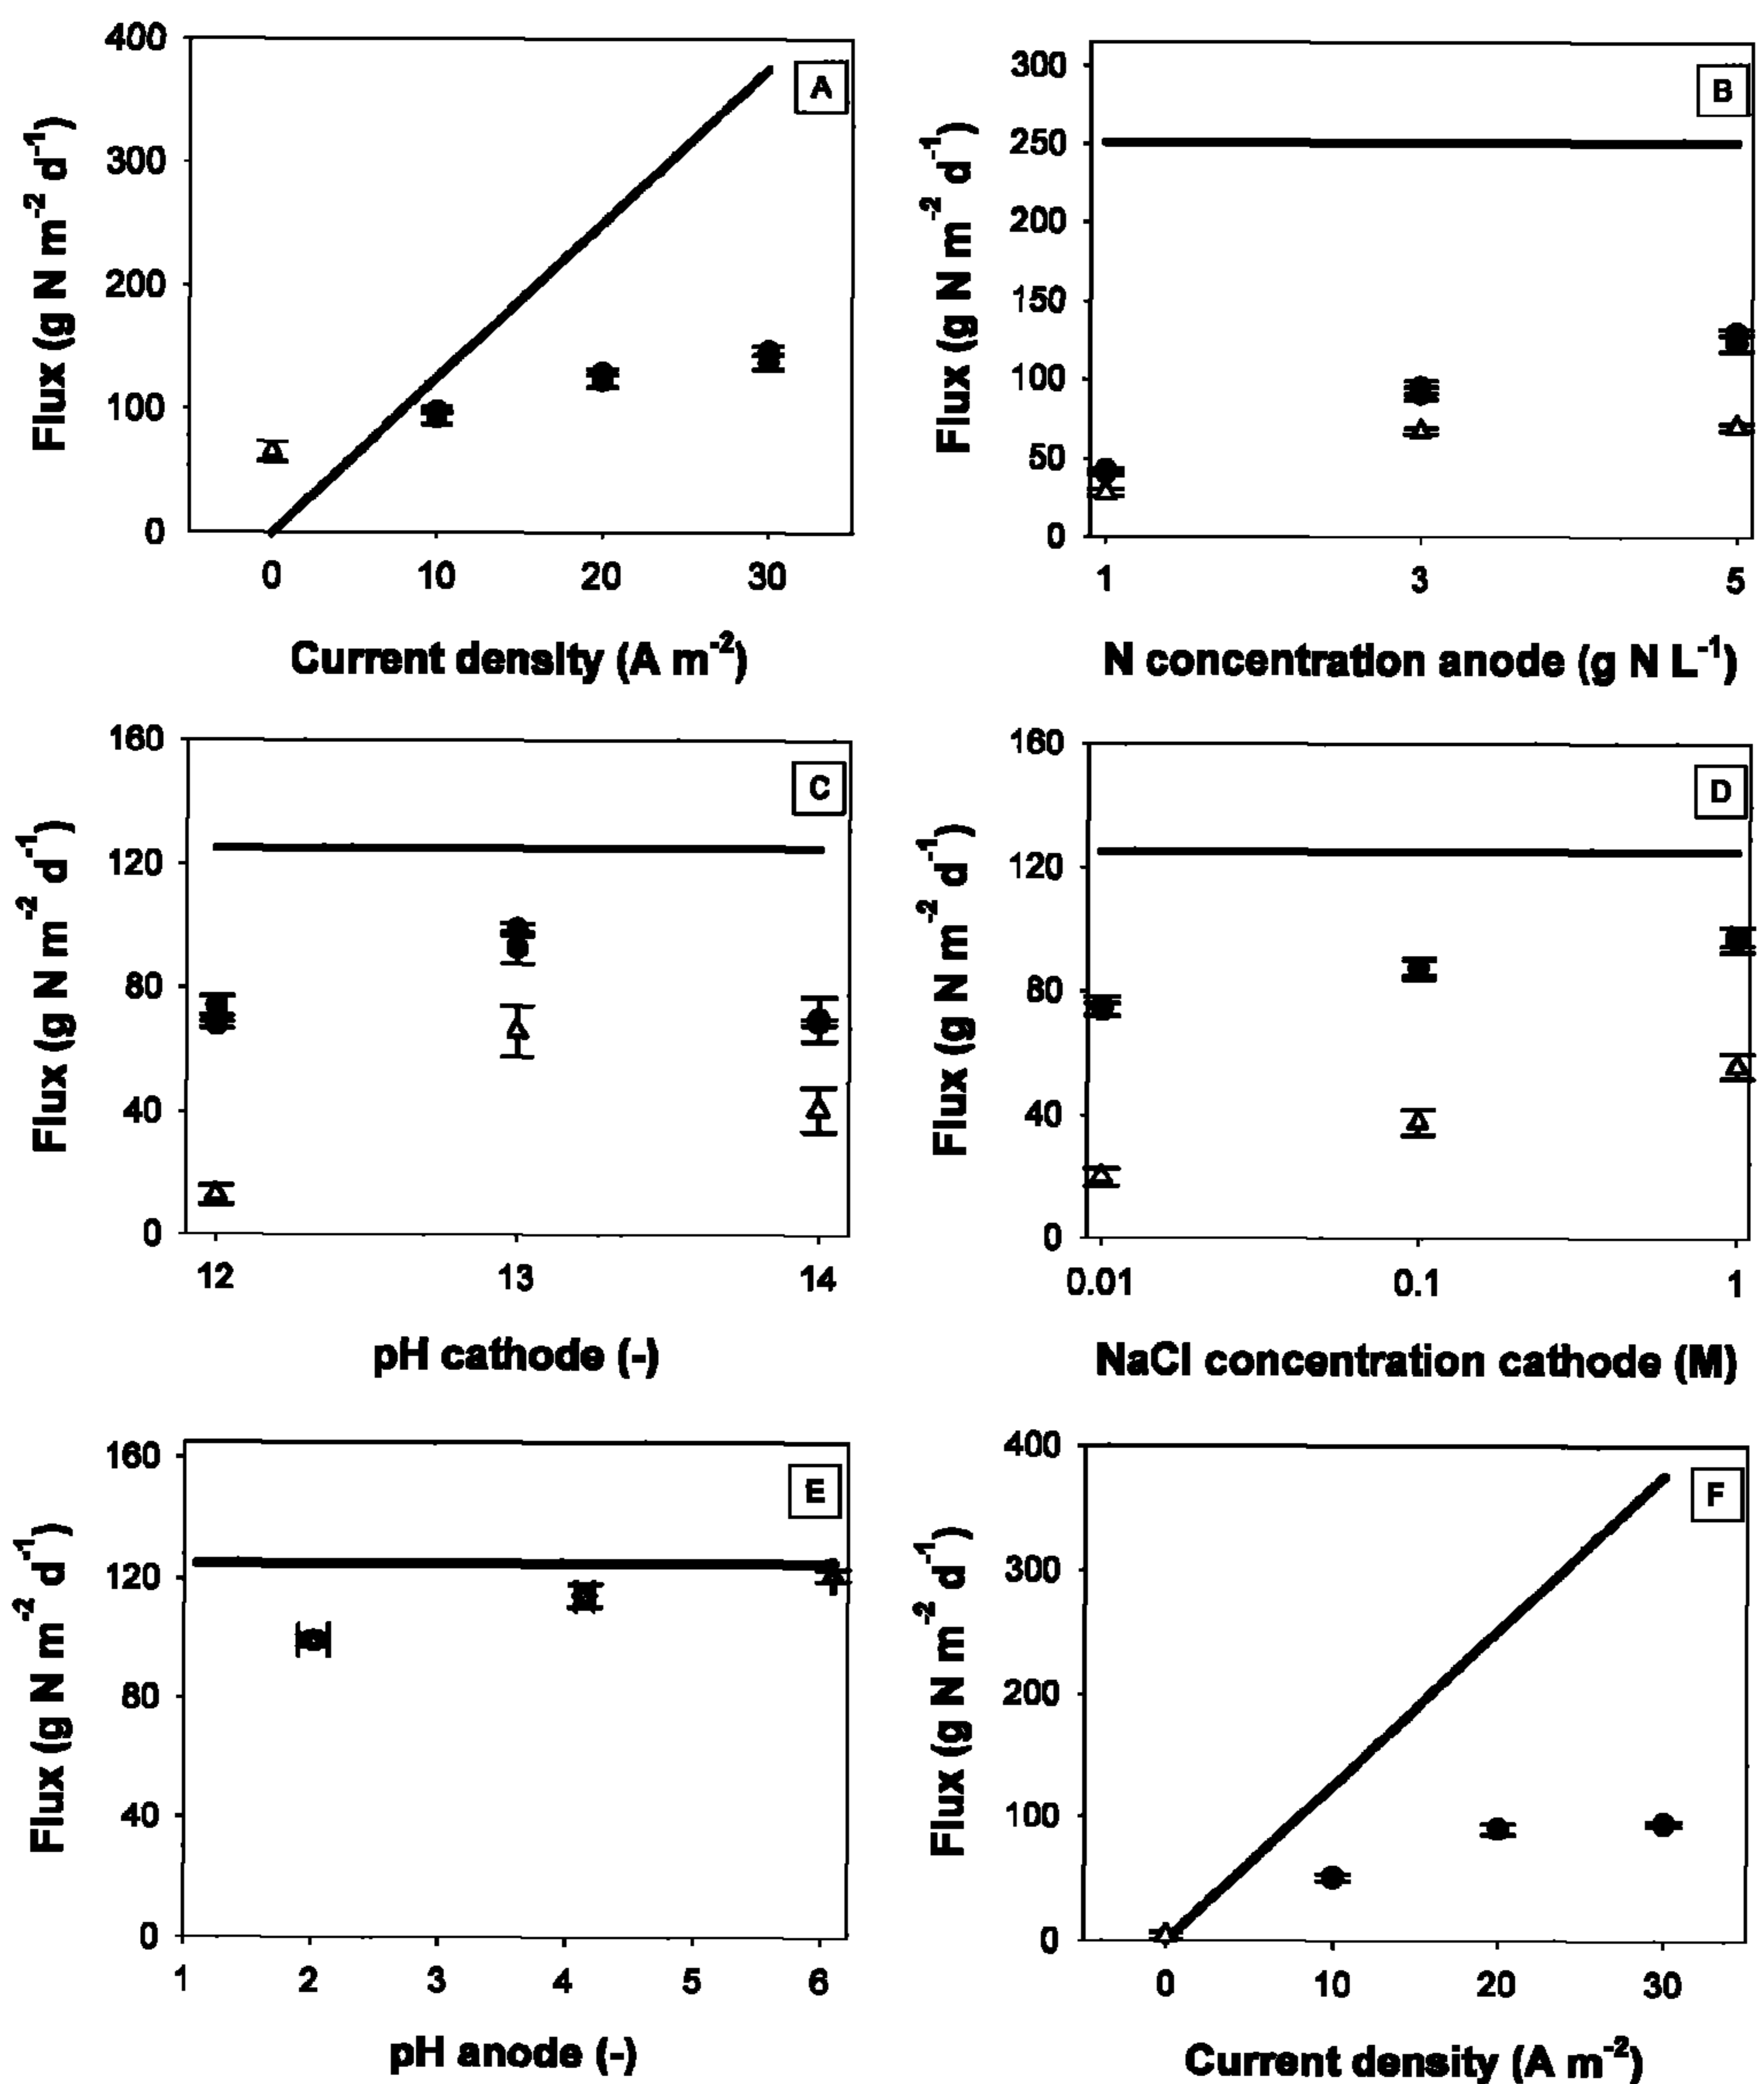 400
300
200
100
0
Flux (g N m-2 d-1)
A
0 10 20 30
Current density (A m-2)
300
250
200
150
100
50
0
Flux (g N m-2 d-1)
B
1 3 5
N concentration anode (g N L-1)
160
120
80
40
0
Flux (g N m-2 d-1)
C
12 13 14
pH cathode (-)
160
120
80
40
0
Flux (g N m-2 d-1)
D
0.01 0.1 1
NaCl concentration cathode (M)
160
120
80
40
0
Flux (g N m-2 d-1)
E
1 2 3 4 5 6
pH anode (-)
400
300
200
100
0
Flux (g N m-2 d-1)
F
0 10 20 30
Current density (A m-2)